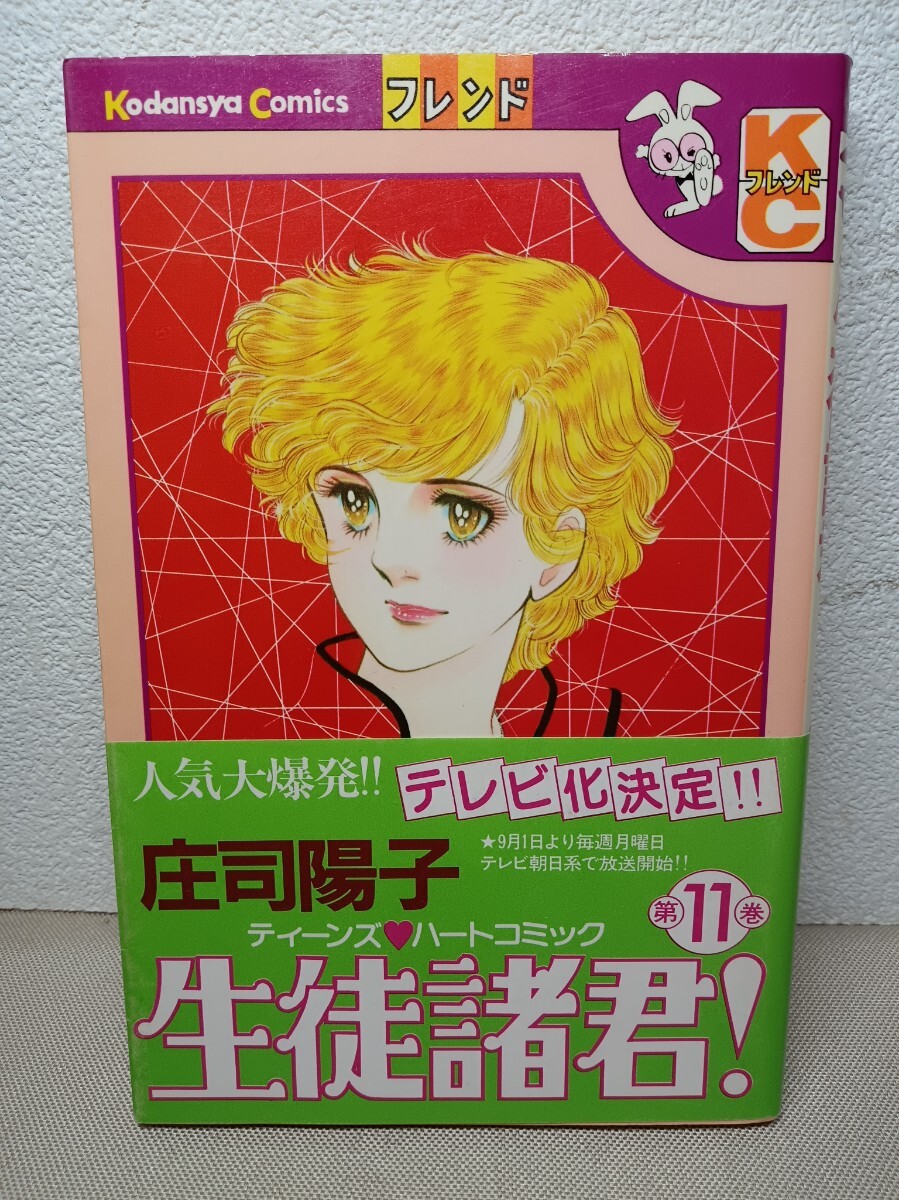 Kodansya Comics フレンド
K
フレンド
C
人気大爆発!! テレビ化決定!!
★9月1日より毎週月曜日
テレビ朝日系で放送開始!!
庄司陽子
第11巻
ティーンズ♥ハートコミック
生徒諸君!